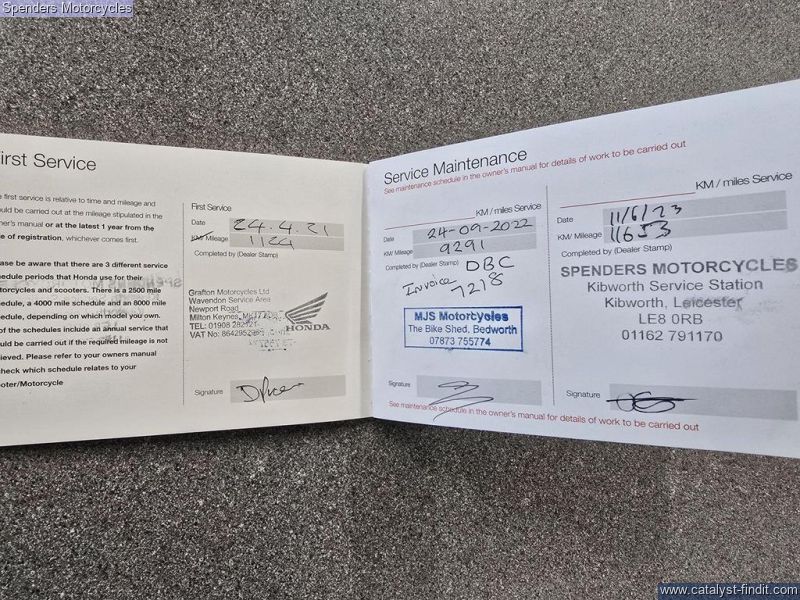 Spenders Motorcycles
irst Service
e first service is relative to time and mileage and
ould be carried out at the mileage stipulated in the
ner's manual or at the latest 1 year from the
e of registration, whichever comes first.
ase be aware that there are 3 different service
edule periods that Honda use for their
torcycles and scooters. There is a 2500 mile
edule, a 4000 mile schedule and an 8000 mile
edule, depending on which model you own.
of the schedules include an annual service that
ould be carried out if the required mileage is not
ieved. Please refer to your owners manual
check which schedule relates to your
ooter/Motorcycle
First Service
Date 24.4.21
KM/ Mileage 1124
Completed by (Dealer Stamp)
Grafton Motorcycles Ltd
Wavendon Service Area
Newport Road
Milton Keynes
TEL: 01908
VAT No:
HONDA
Signature
Service Maintenance
See maintenance schedule in the owner's manual for details of work to be carried out
KM / miles Service
Date 24-09-2022
KM/ Mileage 9291
Completed by (Dealer Stamp) DBC
Invoice
7218
MJS Motorcycles
The Bike Shed, Bedworth
07873 755774
Signature
KM / miles Service
Date 11/6/23
KM/ Mileage 11653
Completed by (Dealer Stamp)
SPENDERS MOTORCYCLES
Kibworth Service Station
Kibworth, Leicester
LE8 0RB
01162 791170
Signature
See maintenance schedule in the owner's manual for details of work to be carried out
www.catalyst-findit.com